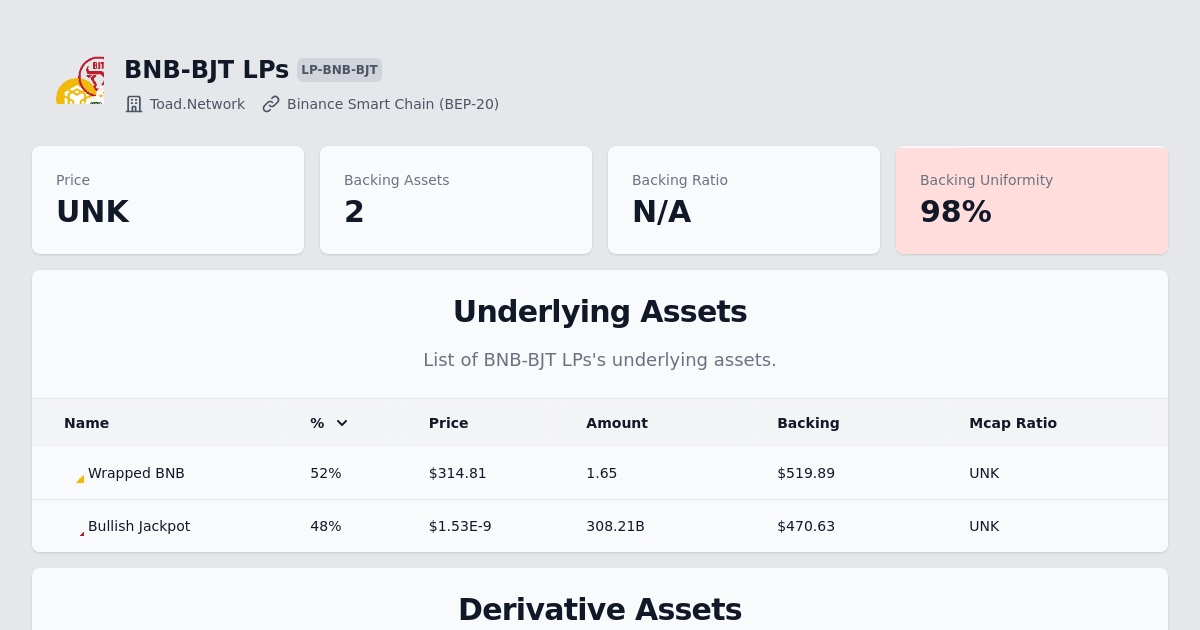 BNB-BJT LPs LP-BNB-BJT
Toad.Network Binance Smart Chain (BEP-20)
Price Backing Assets Backing Ratio Backing Uniformity
UNK 2 N/A 98%
Underlying Assets
List of BNB-BJT LPs's underlying assets.
Name % Price Amount Backing Mcap Ratio
Wrapped BNB 52% $314.81 1.65 $519.89 UNK
Bullish Jackpot 48% $1.53E-9 308.21B $470.63 UNK
Derivative Assets